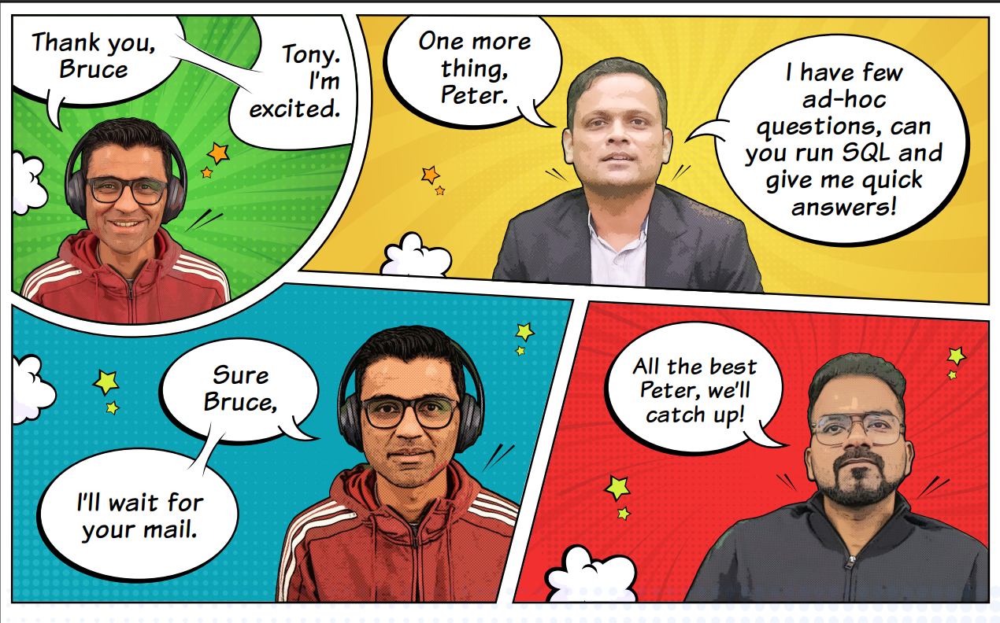 Thank you,
Bruce
Tony.
I'm
excited.
One more
thing,
Peter.
I have few
ad-hoc
questions, can
you run SQL and
give me quick
answers!
Sure
Bruce,
I'll wait for
your mail.
All the best
Peter, we'll
catch up!